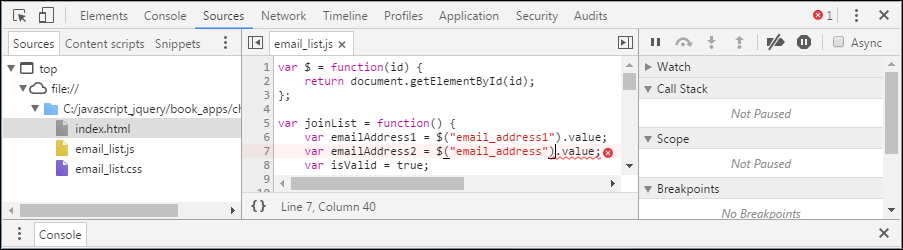 Elements Console Sources Network Timeline Profiles Application Security Audits 1
Sources Content scripts Snippets
email_list.js
Async
top
file://
C:/javascript_jquery/book_apps/ch
index.html
email_list.js
email_list.css
1 var $ = function(id) {
2 return document.getElementById(id);
3 };
4
5 var joinList = function() {
6 var emailAddress1 = $("email_address1").value;
7 var emailAddress2 = $("email_address").value;
8 var isValid = true;
9
{} Line 7, Column 40
Watch
Call Stack
Not Paused
Scope
Not Paused
Breakpoints
No Breakpoints
Console